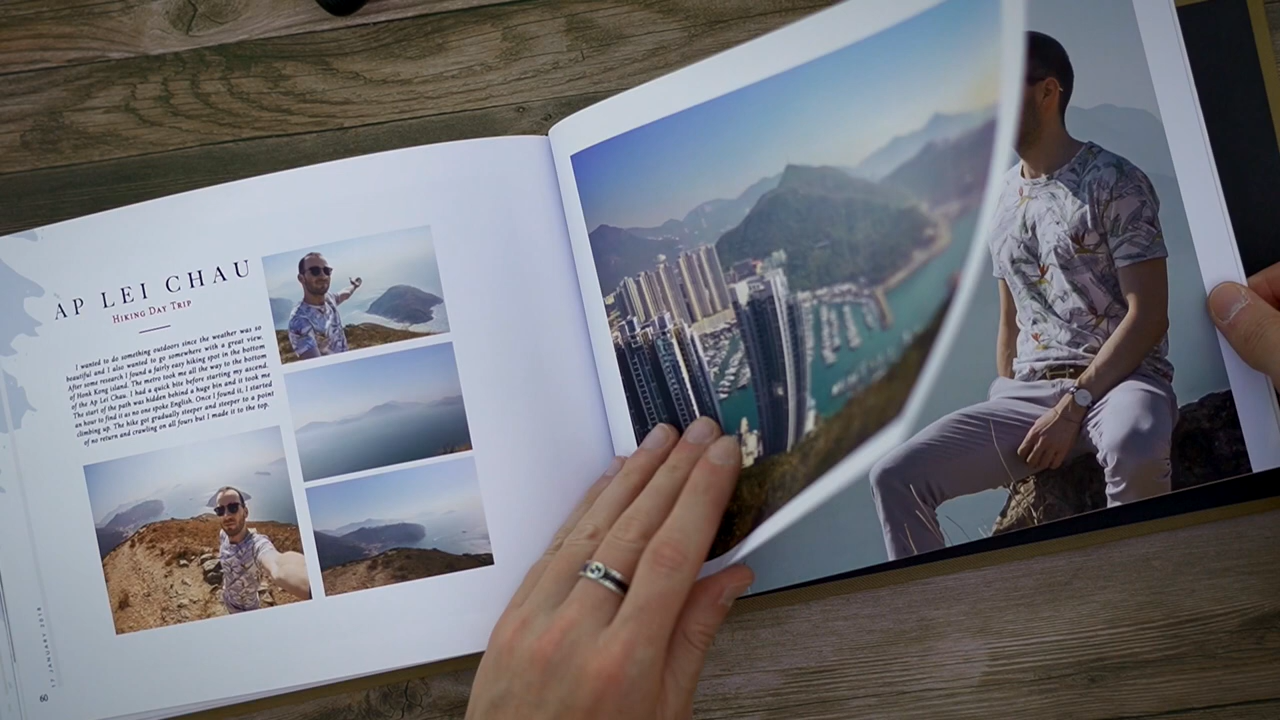 AP LEI CHAU
HIKING DAY TRIP
I wanted to do something outdoors since the weather was so
beautiful and I also wanted to go somewhere with a great view.
After some research I found a fairly easy hiking spot in the bottom
of Honk Kong island. The metro took me all the way to the bottom
of the Ap Lei Chau. I had a quick bite before starting my ascend.
The start of the path was hidden behind a huge bin and it took me
an hour to find it as no one spoke English. Once I found it, I started
climbing up. The hike got gradually steeper and steeper to a point
of no return and crawling on all fours but I made it to the top.
17 JANUARY 2018
60